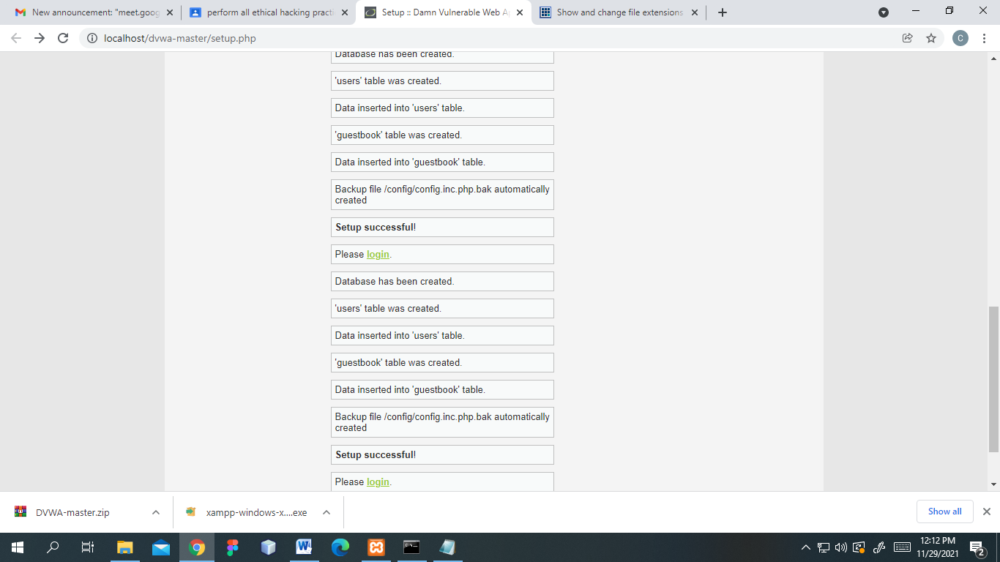 New announcement: "meet.goog
perform all ethical hacking practi
Setup :: Damn Vulnerable Web A
Show and change file extensions
localhost/dvwa-master/setup.php
C
Database has been created.
'users' table was created.
Data inserted into 'users' table.
'guestbook' table was created.
Data inserted into 'guestbook' table.
Backup file /config/config.inc.php.bak automatically
created
Setup successful!
Please login.
Database has been created.
'users' table was created.
Data inserted into 'users' table.
'guestbook' table was created.
Data inserted into 'guestbook' table.
Backup file /config/config.inc.php.bak automatically
created
Setup successful!
Please login.
DVWA-master.zip
xampp-windows-x....exe
Show all
12:12 PM
11/29/2021
2